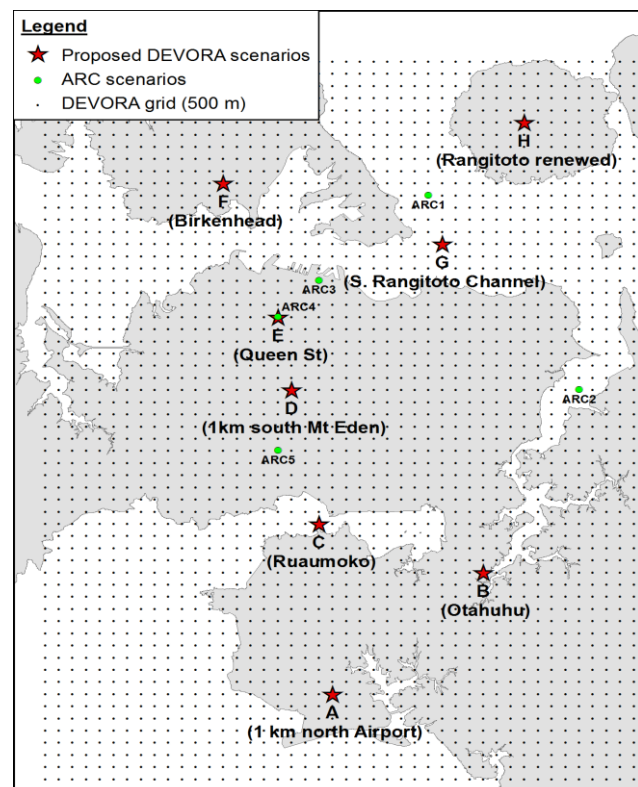 Legend
Proposed DEVORA scenarios
ARC scenarios
DEVORA grid (500 m)
H
(Rangitoto renewed)
F
(Birkenhead)
ARC1
G
(S. Rangitoto Channel)
ARC3
ARC4
E
(Queen St)
D
(1km south Mt Eden)
ARC2
ARC5
C
(Ruaumoko)
B
(Otahuhu)
A
(1 km north Airport)